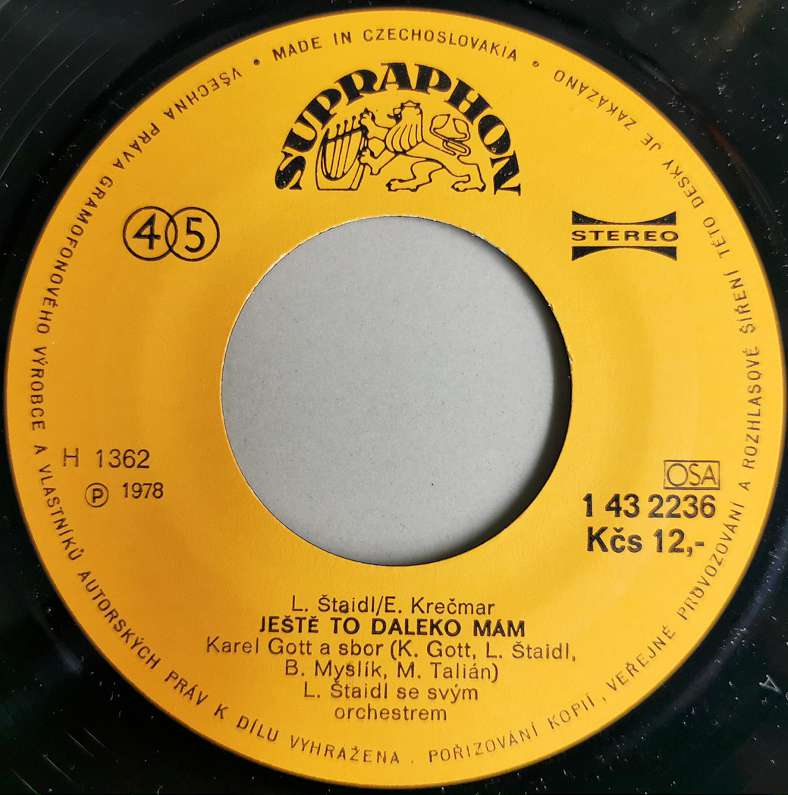 VŠECHNA PRÁVA GRAMOFONOVÉHO VÝROBCE A VLASTNÍKŮ AUTORSKÝCH PRÁV K DÍLU VYHRAŽENA. POŘIZOVÁNÍ KOPIÍ, VEŘEJNÉ PROVOZOVÁNÍ A ROZHLASOVÉ ŠÍŘENÍ TÉTO DESKY JE ZAKÁZÁNO • MADE IN CZECHOSLOVAKIA •
SUPRAPHON
45
STEREO
H 1362
Ⓟ 1978
OSA
1 43 2236
Kčs 12,-
L. Štaidl/E. Krečmar
JEŠTĚ TO DALEKO MÁM
Karel Gott a sbor (K. Gott, L. Štaidl,
B. Myslík, M. Talián)
L. Štaidl se svým
orchestrem
A